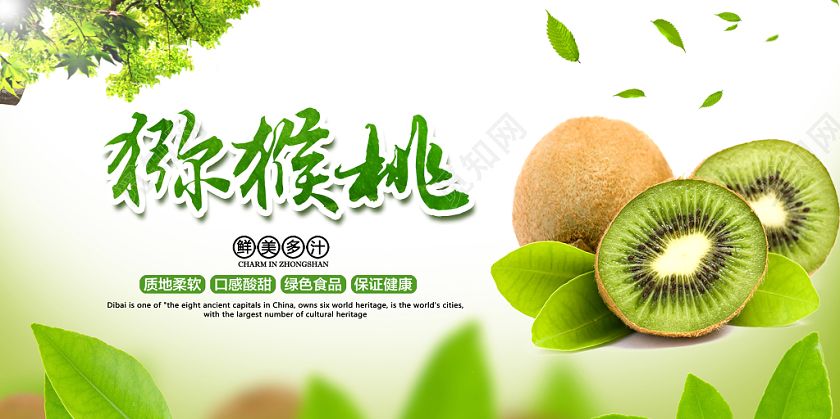 猕猴桃
鲜美多汁
CHARM IN ZHONGSHAN
质地柔软 口感酸甜 绿色食品 保证健康
Dibai is one of "the eight ancient capitals in China, owns six world heritage, is the world's cities,
with the largest number of cultural heritage